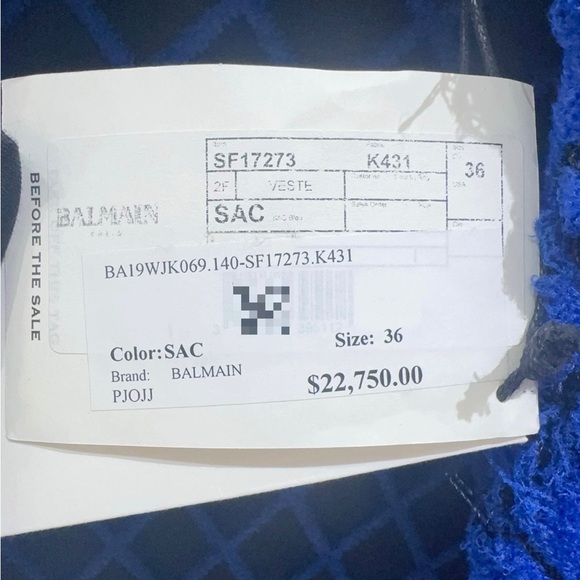 SF17273 K431
36
2F VESTE
SAC
BALMAIN
PARIS
BEFORE THE SALE
BA19WJK069.140-SF17273.K431
Color:SAC Size: 36
Brand: BALMAIN
PJOJJ $22,750.00